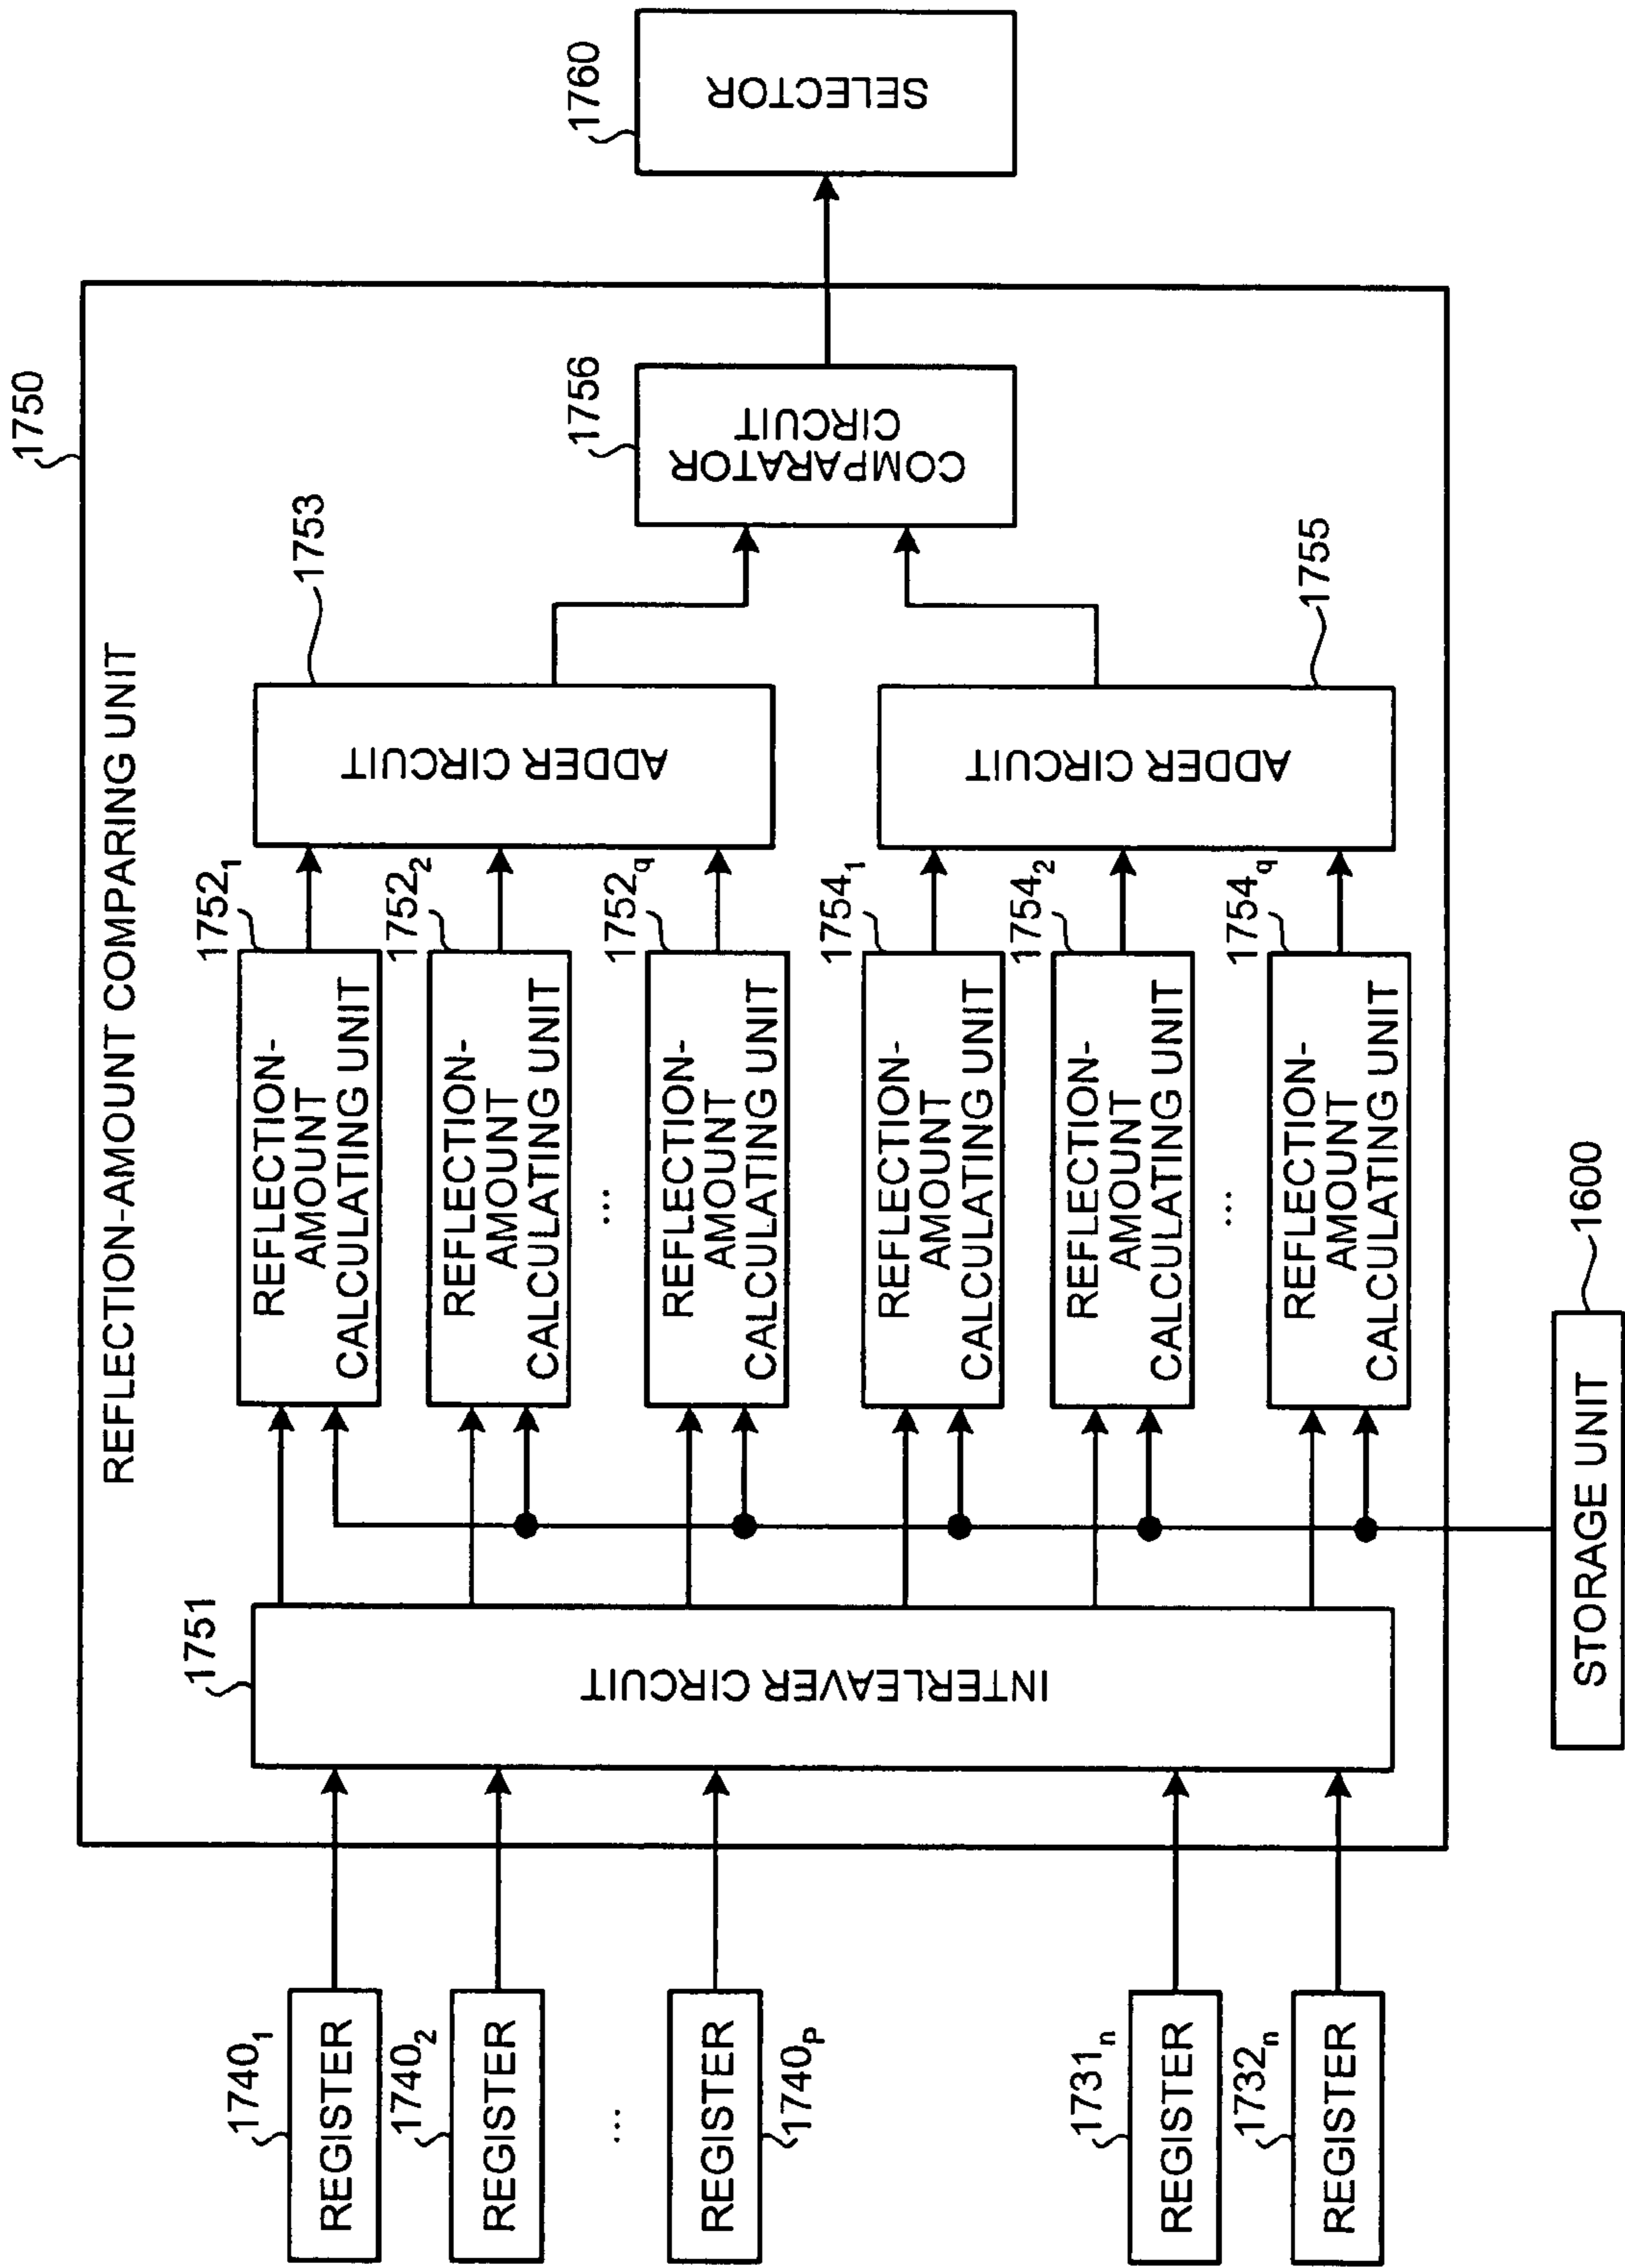 1750
REFLECTION-AMOUNT COMPARING UNIT
1740₁
REGISTER
1740₂
REGISTER
...
REGISTER
1740P
1731n
REGISTER
1732n
REGISTER
1751
INTERLEAVER CIRCUIT
1752₁
REFLECTION-
AMOUNT
CALCULATING UNIT
1752₂
REFLECTION-
AMOUNT
CALCULATING UNIT
...
1752q
REFLECTION-
AMOUNT
CALCULATING UNIT
1754₁
REFLECTION-
AMOUNT
CALCULATING UNIT
1754₂
REFLECTION-
AMOUNT
CALCULATING UNIT
...
1754q
REFLECTION-
AMOUNT
CALCULATING UNIT
1753
ADDER CIRCUIT
1755
ADDER CIRCUIT
1756
COMPARATOR
CIRCUIT
1760
SELECTOR
1600
STORAGE UNIT